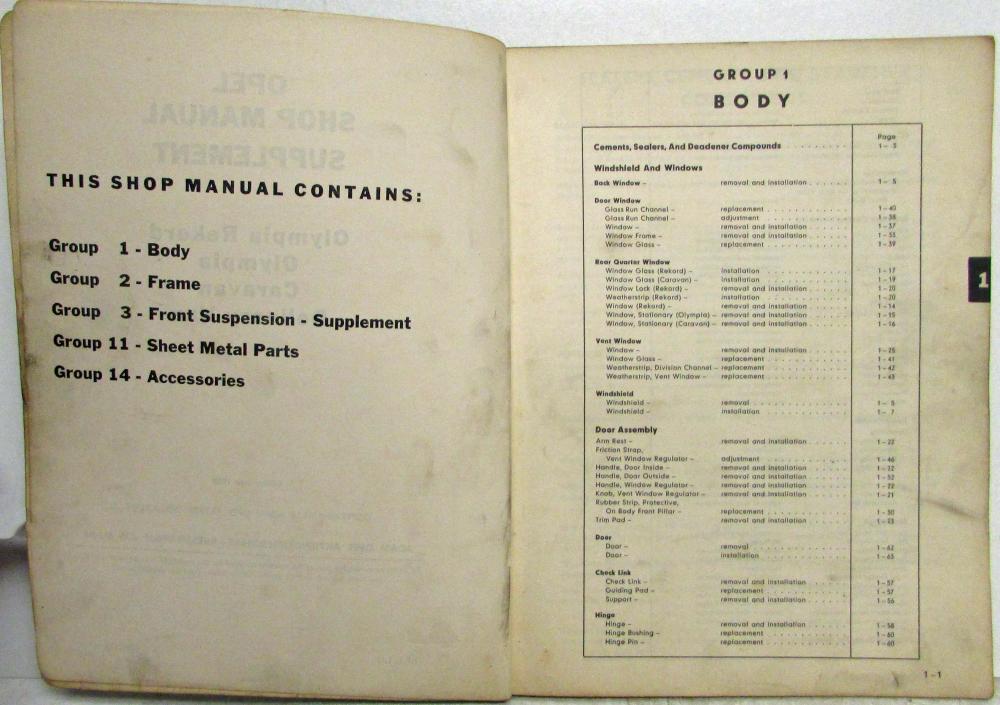 THIS SHOP MANUAL CONTAINS:
Group 1 - Body
Group 2 - Frame
Group 3 - Front Suspension - Supplement
Group 11 - Sheet Metal Parts
Group 14 - Accessories
GROUP 1
BODY
Page
Cements, Sealers, And Deadener Compounds . . . . . . . . 1-3
Windshield And Windows
Back Window – removal and installation . . . . . 1-5
Door Window
Glass Run Channel – replacement . . . . . . . . . . 1-40
Glass Run Channel – adjustment . . . . . . . . . . 1-38
Window – removal and installation . . . . . 1-37
Window Frame – removal and installation . . . . . 1-53
Window Glass – replacement . . . . . . . . . . 1-39
Rear Quarter Window
Window Glass (Rekord) – installation . . . . . . . . . . 1-17
Window Glass (Caravan) – installation . . . . . . . . . . 1-19
Window Lock (Rekord) – removal and installation . . . . . 1-20
Weatherstrip (Rekord) – installation . . . . . . . . . . 1-20
Window (Rekord) – removal and installation . . . . . 1-14
Window, Stationary (Olympia) – removal and installation . . . . . 1-15
Window, Stationary (Caravan) – removal and installation . . . . . 1-16
Vent Window
Window – removal and installation . . . . . 1-25
Window Glass – replacement . . . . . . . . . . 1-41
Weatherstrip, Division Channel – replacement . . . . . . . . . . 1-42
Weatherstrip, Vent Window – replacement . . . . . . . . . . 1-43
Windshield
Windshield – removal . . . . . . . . . . 1-5
Windshield – installation . . . . . . . . . . 1-7
Door Assembly
Arm Rest – removal and installation . . . . . 1-22
Friction Strap,
Vent Window Regulator – adjustment . . . . . . . . . . 1-46
Handle, Door Inside – removal and installation . . . . . 1-22
Handle, Door Outside – removal and installation . . . . . 1-52
Handle, Window Regulator – removal and installation . . . . . 1-22
Knob, Vent Window Regulator – removal and installation . . . . . 1-21
Rubber Strip, Protective,
On Body Front Pillar – replacement . . . . . . . . . . 1-50
Trim Pad – removal and installation . . . . . 1-23
Door
Door – removal . . . . . . . . . . 1-62
Door – installation . . . . . . . . . . 1-63
Check Link
Check Link – removal and installation . . . . . 1-57
Guiding Pad – replacement . . . . . . . . . . 1-57
Support – removal and installation . . . . . 1-56
Hinge
Hinge – removal and installation . . . . . 1-58
Hinge Bushing – replacement . . . . . . . . . . 1-60
Hinge Pin – replacement . . . . . . . . . . 1-60
1
1-1